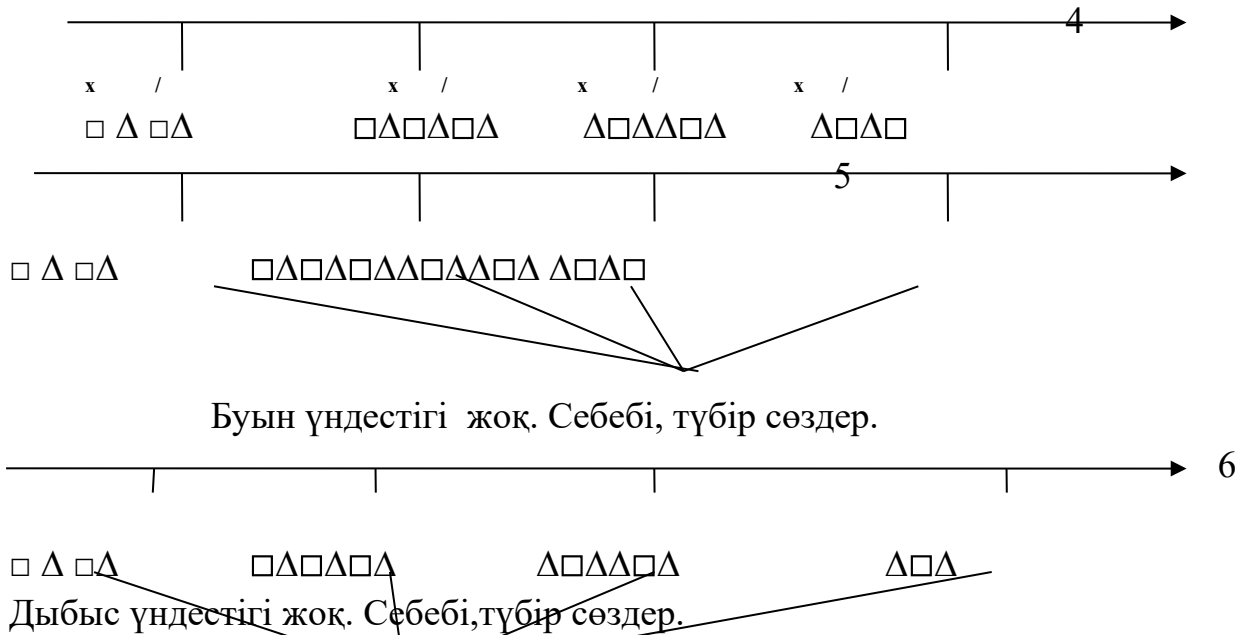 4
х / х / х / х /
□ Δ □Δ □Δ□Δ□Δ Δ□ΔΔ□Δ Δ□Δ□
5
□ Δ □Δ □Δ□Δ□ΔΔ□ΔΔ□Δ Δ□Δ□
Буын үндестігі жоқ. Себебі, түбір сөздер.
6
□ Δ □Δ □Δ□Δ□Δ Δ□ΔΔ□Δ Δ□Δ
Дыбыс үндестігі жоқ. Себебі,түбір сөздер.